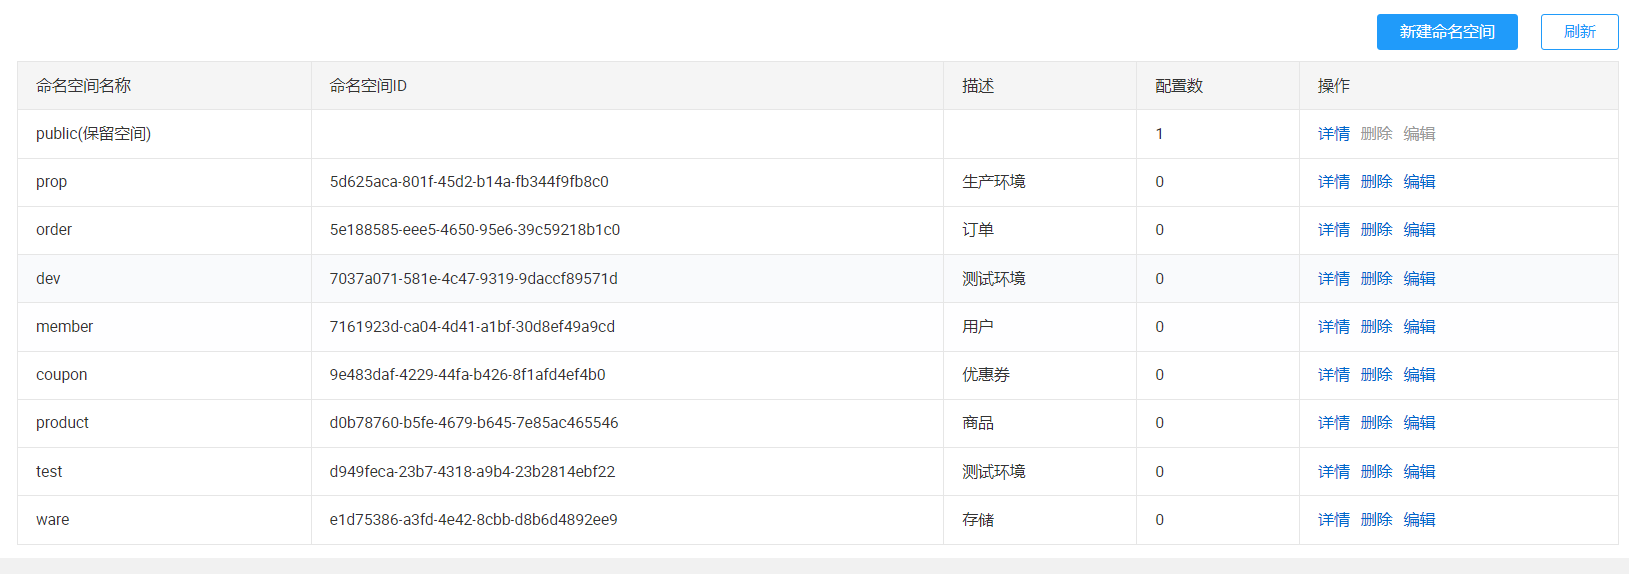 新建命名空间 刷新
命名空间名称 命名空间ID 描述 配置数 操作
public(保留空间) 1 详情 删除 编辑
prop 5d625aca-801f-45d2-b14a-fb344f9fb8c0 生产环境 0 详情 删除 编辑
order 5e188585-eee5-4650-95e6-39c59218b1c0 订单 0 详情 删除 编辑
dev 7037a071-581e-4c47-9319-9daccf89571d 测试环境 0 详情 删除 编辑
member 7161923d-ca04-4d41-a1bf-30d8ef49a9cd 用户 0 详情 删除 编辑
coupon 9e483daf-4229-44fa-b426-8f1afd4ef4b0 优惠券 0 详情 删除 编辑
product d0b78760-b5fe-4679-b645-7e85ac465546 商品 0 详情 删除 编辑
test d949feca-23b7-4318-a9b4-23b2814ebf22 测试环境 0 详情 删除 编辑
ware e1d75386-a3fd-4e42-8cbb-d8b6d4892ee9 存储 0 详情 删除 编辑